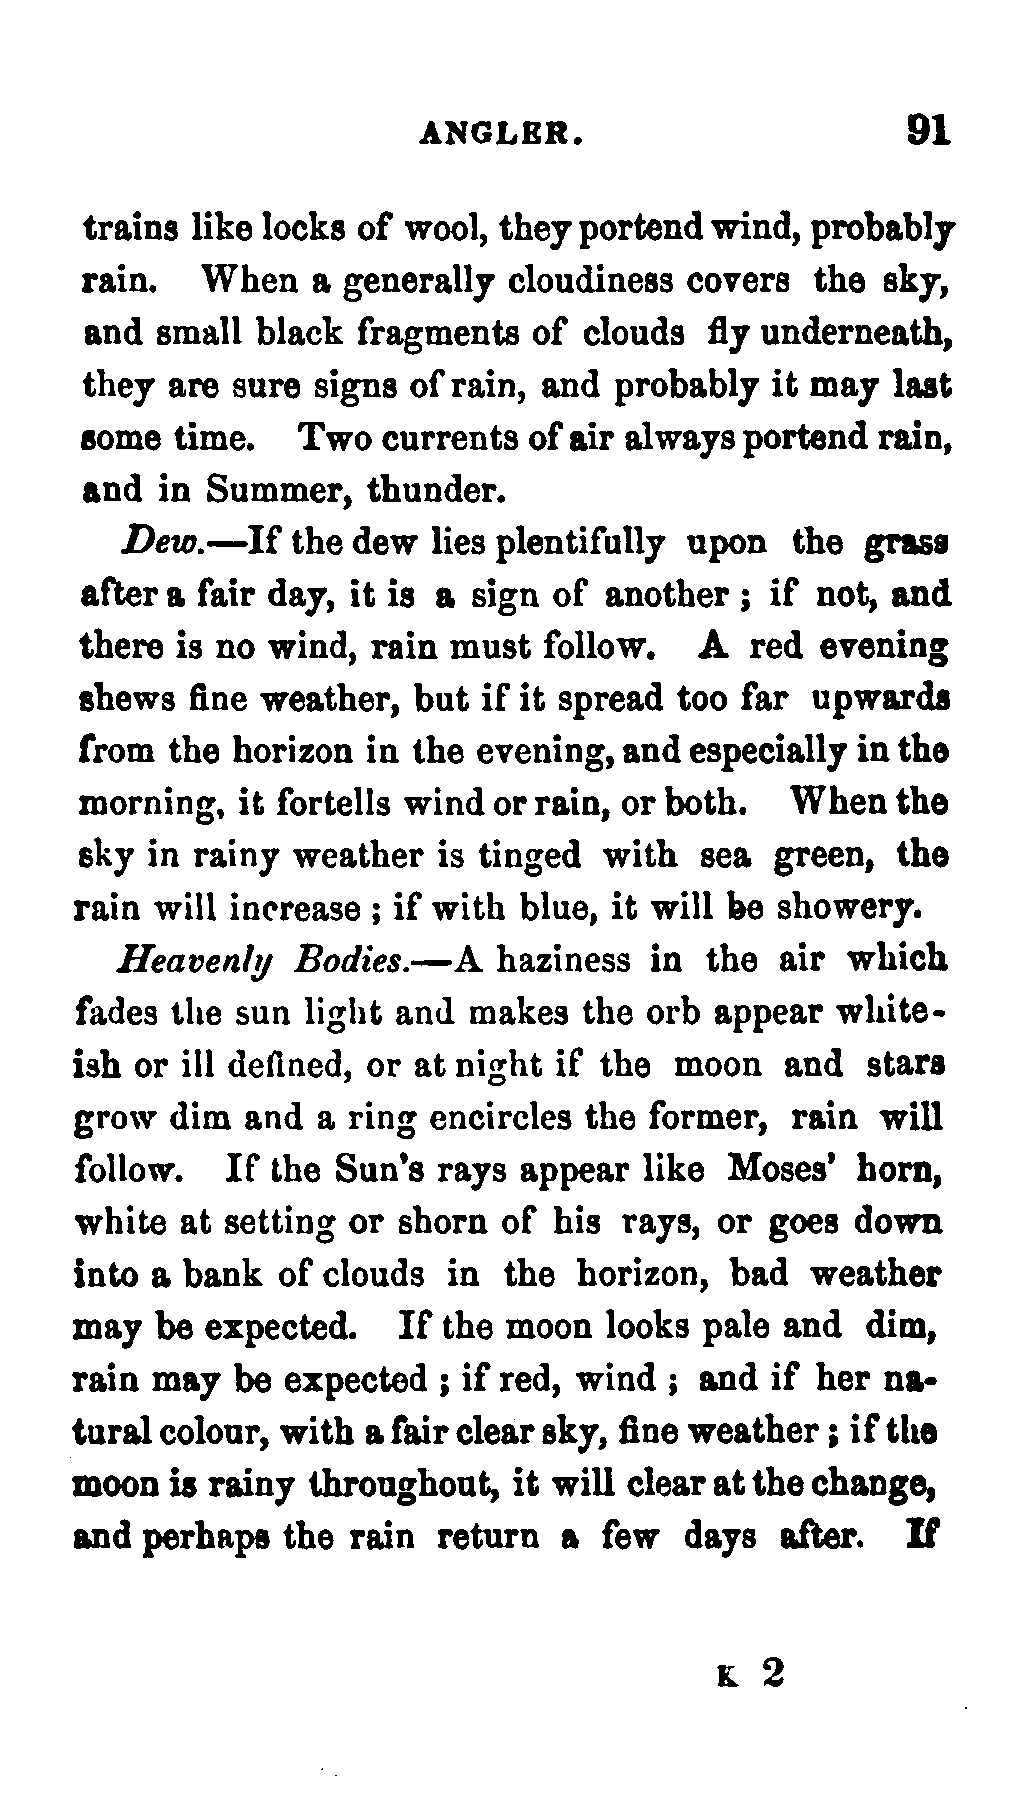 ANGLER. 91
trains like locks of wool, they portend wind, probably
rain. When a generally cloudiness covers the sky,
and small black fragments of clouds fly underneath,
they are sure signs of rain, and probably it may last
some time. Two currents of air always portend rain,
and in Summer, thunder.
Dew.—If the dew lies plentifully upon the grass
after a fair day, it is a sign of another ; if not, and
there is no wind, rain must follow. A red evening
shews fine weather, but if it spread too far upwards
from the horizon in the evening, and especially in the
morning, it fortells wind or rain, or both. When the
sky in rainy weather is tinged with sea green, the
rain will increase ; if with blue, it will be showery.
Heavenly Bodies.—A haziness in the air which
fades the sun light and makes the orb appear white-
ish or ill defined, or at night if the moon and stars
grow dim and a ring encircles the former, rain will
follow. If the Sun's rays appear like Moses' horn,
white at setting or shorn of his rays, or goes down
into a bank of clouds in the horizon, bad weather
may be expected. If the moon looks pale and dim,
rain may be expected ; if red, wind ; and if her na-
tural colour, with a fair clear sky, fine weather ; if the
moon is rainy throughout, it will clear at the change,
and perhaps the rain return a few days after. If
K 2